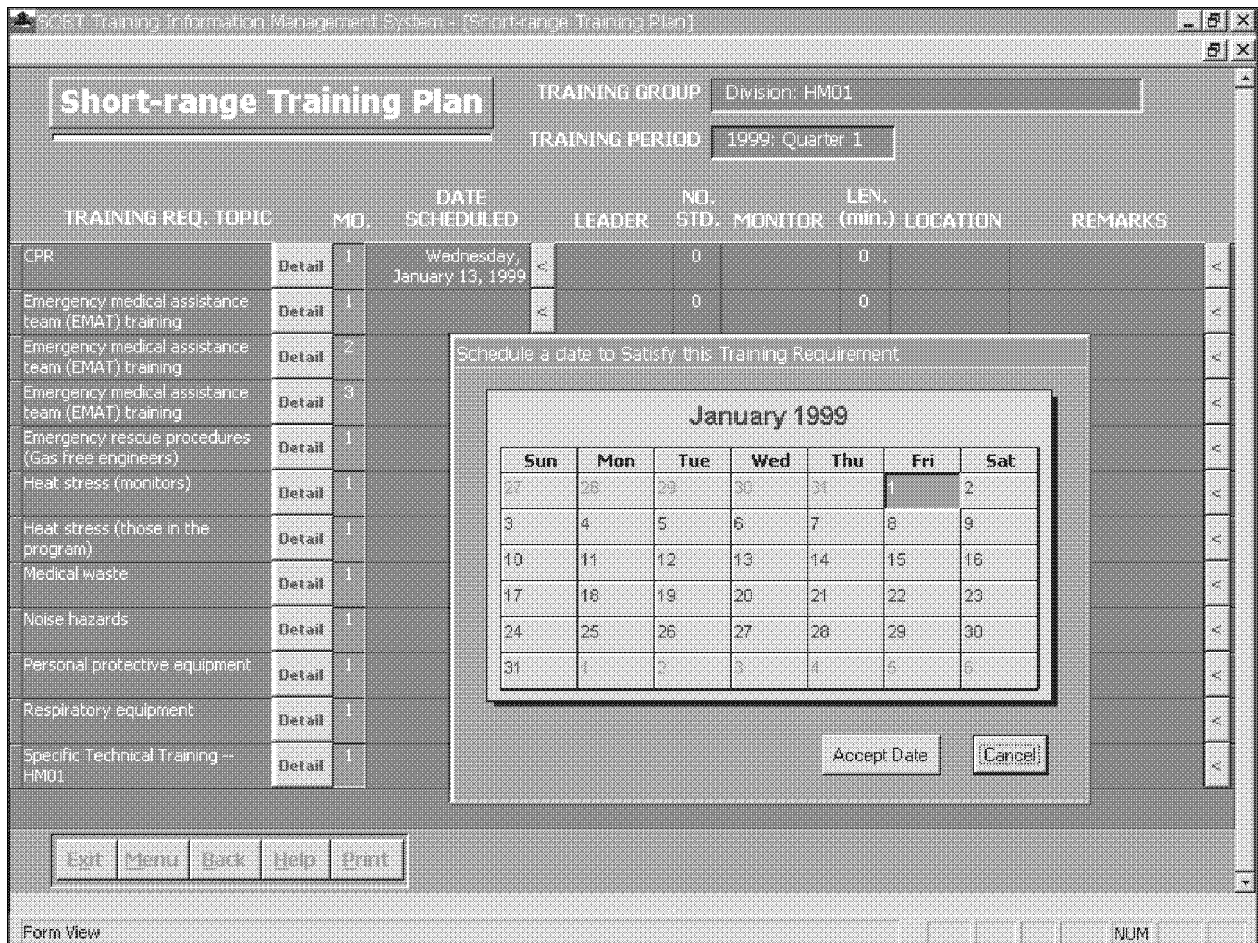 SCBT Training Information Management System - [Short-range Training Plan]
Short-range Training Plan
TRAINING GROUP Division: HM01
TRAINING PERIOD 1999: Quarter 1
TRAINING REQ. TOPIC MO. DATE SCHEDULED LEADER NO. STD. MONITOR LEN. (min.) LOCATION REMARKS
CPR Detail 1 Wednesday, January 13, 1999 < 0 0 <
Emergency medical assistance
team (EMAT) training Detail 1 < 0 0 <
Emergency medical assistance
team (EMAT) training Detail 2 <
Emergency medical assistance
team (EMAT) training Detail 3 <
Emergency rescue procedures
(Gas free engineers) Detail 1 <
Heat stress (monitors) Detail 1 <
Heat stress (those in the
program) Detail 1 <
Medical waste Detail 1 <
Noise hazards Detail 1 <
Personal protective equipment Detail 1 <
Respiratory equipment Detail 1 <
Specific Technical Training --
HM01 Detail 1 <
Schedule a date to Satisfy this Training Requirement
January 1999
Sun Mon Tue Wed Thu Fri Sat
27 28 29 30 31 1 2
3 4 5 6 7 8 9
10 11 12 13 14 15 16
17 18 19 20 21 22 23
24 25 26 27 28 29 30
31 1 2 3 4 5 6
Accept Date Cancel
Exit Menu Back Help Print
Form View NUM